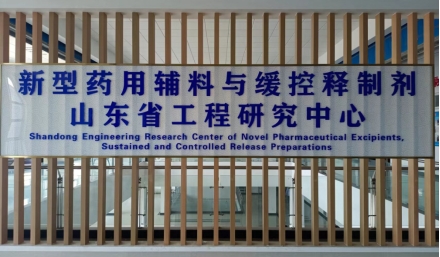 新型药用辅料与缓控释制剂
山东省工程研究中心
Shandong Engineering Research Center of Novel Pharmaceutical Excipients,
Sustained and Controlled Release Preparations